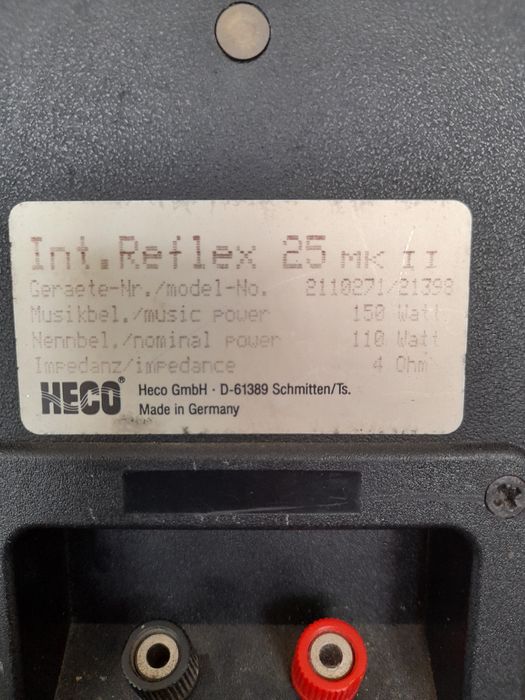 Int.Reflex 25 MK II
Geraete-Nr./model-No. 2110271/21398
Musikbel./music power 150 Watt
Nennbel./nominal power 110 Watt
Impedanz/impedance 4 Ohm
HECO® Heco GmbH · D-61389 Schmitten/Ts.
Made in Germany